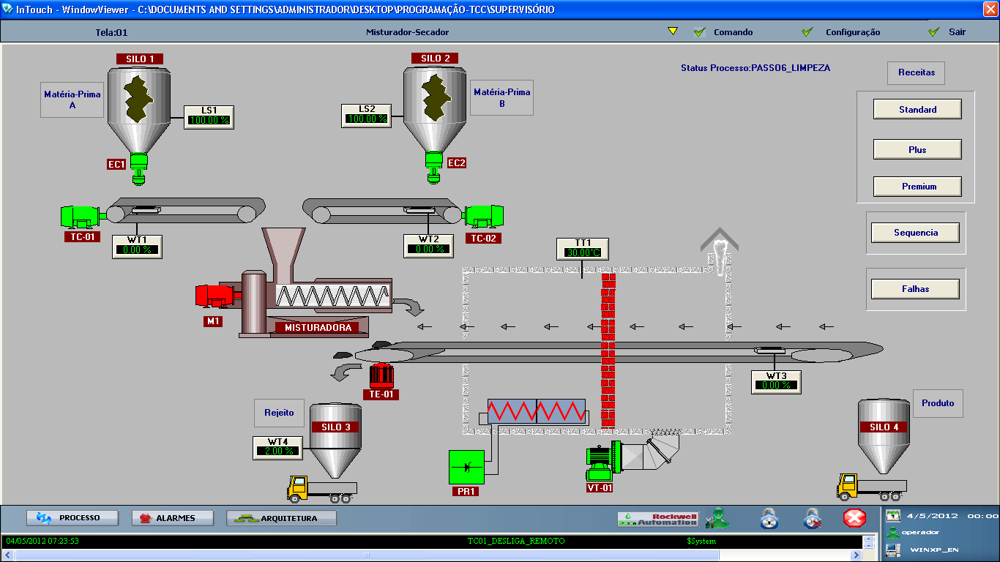 InTouch - WindowViewer - C:\DOCUMENTS AND SETTINGS\ADMINISTRADOR\DESKTOP\PROGRAMAÇÃO-TCC\SUPERVISÓRIO
Tela:01
Misturador-Secador
Comando
Configuração
Sair
SILO 1
SILO 2
Status Processo:PASSO6_LIMPEZA
Receitas
Matéria-Prima
A
Matéria-Prima
B
LS1
100.00 %
LS2
100.00 %
Standard
Plus
Premium
EC1
EC2
TC-01
WT1
0.00 %
WT2
0.00 %
TC-02
Sequencia
TT1
30.00°C
Falhas
M1
MISTURADORA
TE-01
WT3
0.00 %
Rejeito
SILO 3
WT4
2.00 %
Produto
SILO 4
PR1
VT-01
PROCESSO
ALARMES
ARQUITETURA
Rockwell
Automation
4/5/2012 00:00
operador
WINXP_EN
04/05/2012 07:23:53
TC01_DESLIGA_REMOTO
$System